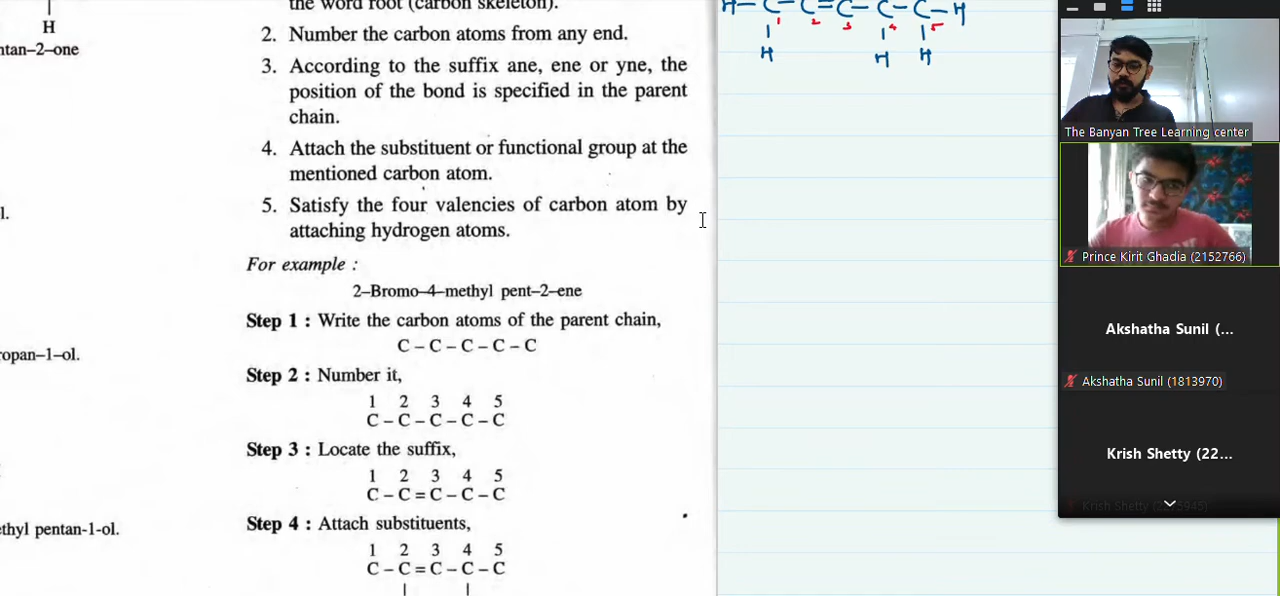 H
ntan–2–one
l.
ropan–1–ol.
ethyl pentan-1-ol.
the word root (carbon skeleton).
2. Number the carbon atoms from any end.
3. According to the suffix ane, ene or yne, the
position of the bond is specified in the parent
chain.
4. Attach the substituent or functional group at the
mentioned carbon atom.
5. Satisfy the four valencies of carbon atom by
attaching hydrogen atoms.
For example :
2–Bromo–4–methyl pent–2–ene
Step 1 : Write the carbon atoms of the parent chain,
C – C – C – C – C
Step 2 : Number it,
1 2 3 4 5
C – C – C – C – C
Step 3 : Locate the suffix,
1 2 3 4 5
C – C = C – C – C
Step 4 : Attach substituents,
1 2 3 4 5
C – C = C – C – C
H – C – C = C – C – C – H
1 2 3 4 5
H H H
The Banyan Tree Learning center
Prince Kirit Ghadia (2152766)
Akshatha Sunil (...
Akshatha Sunil (1813970)
Krish Shetty (22...